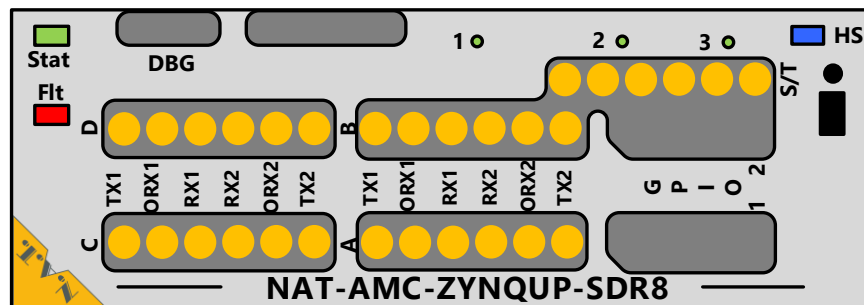 Stat
DBG
1
2
3
HS
Flt
S/T
D
B
TX1 ORX1 RX1 RX2 ORX2 TX2
TX1 ORX1 RX1 RX2 ORX2 TX2
GPIO
1 2
C
A
N.A.T.
NAT-AMC-ZYNQUP-SDR8